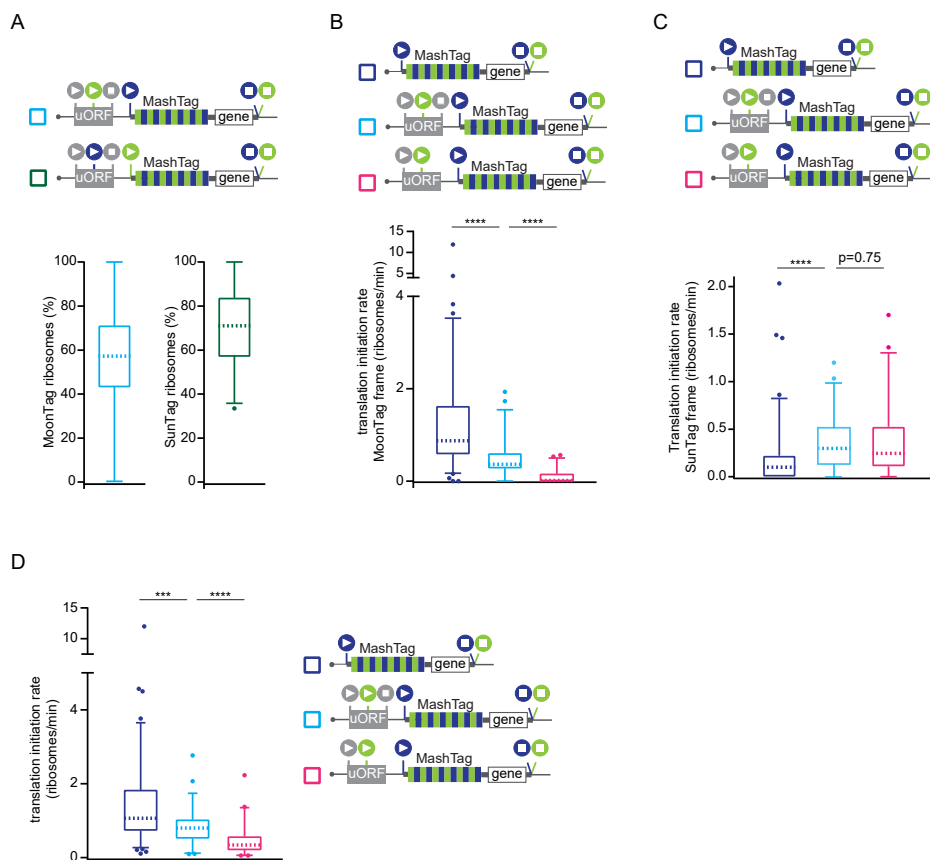 A
MashTag
uORF
gene
MashTag
uORF
gene
MoonTag ribosomes (%)
100
80
60
40
20
0
SunTag ribosomes (%)
100
80
60
40
20
0
B
MashTag
gene
MashTag
uORF
gene
MashTag
uORF
gene
translation initiation rate
MoonTag frame (ribosomes/min)
15
10
5
4
2
0
****
****
C
MashTag
gene
MashTag
uORF
gene
MashTag
uORF
gene
Translation initiation rate
SunTag frame (ribosomes/min)
2.0
1.5
1.0
0.5
0.0
****
p=0.75
D
translation initiation rate
(ribosomes/min)
15
10
4
2
0
***
****
MashTag
gene
MashTag
uORF
gene
MashTag
uORF
gene